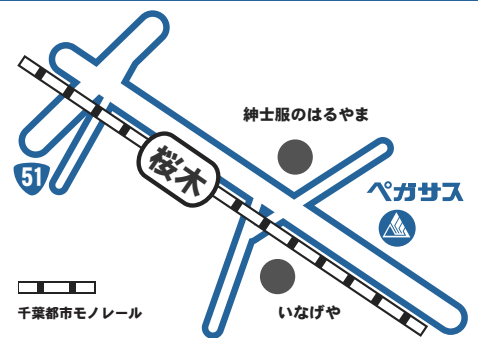 紳士服のはるやま
桜木
51
ペガサス
いなげや
千葉都市モノレール